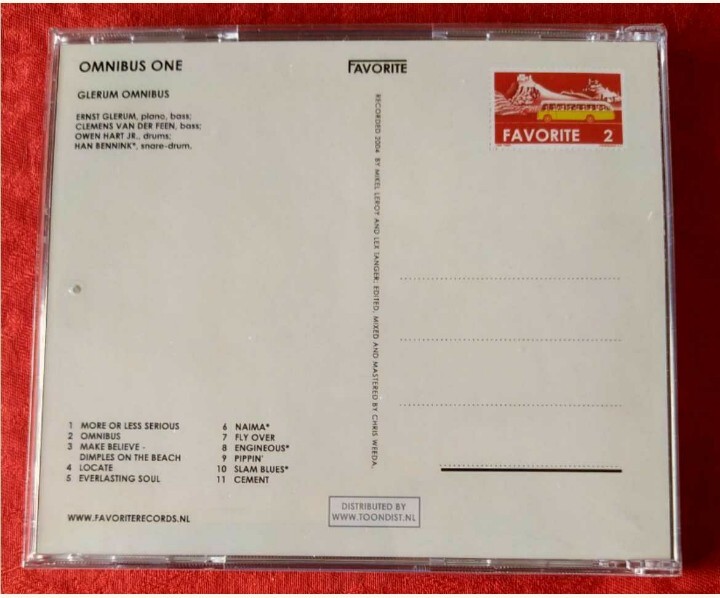 OMNIBUS ONE
GLERUM OMNIBUS
ERNST GLERUM, piano, bass;
CLEMENS VAN DER FEEN, bass;
OWEN HART JR., drums;
HAN BENNINK*, snare-drum.
FAVORITE
FAVORITE 2
RECORDED 2004 BY MIKEL LEROY AND LEX TANGER; EDITED, MIXED AND MASTERED BY CHRIS WEEDA.
1 MORE OR LESS SERIOUS
2 OMNIBUS
3 MAKE BELIEVE -
DIMPLES ON THE BEACH
4 LOCATE
5 EVERLASTING SOUL
6 NAIMA*
7 FLY OVER
8 ENGINEOUS*
9 PIPPIN'
10 SLAM BLUES*
11 CEMENT
WWW.FAVORITERECORDS.NL
DISTRIBUTED BY
WWW.TOONDIST.NL